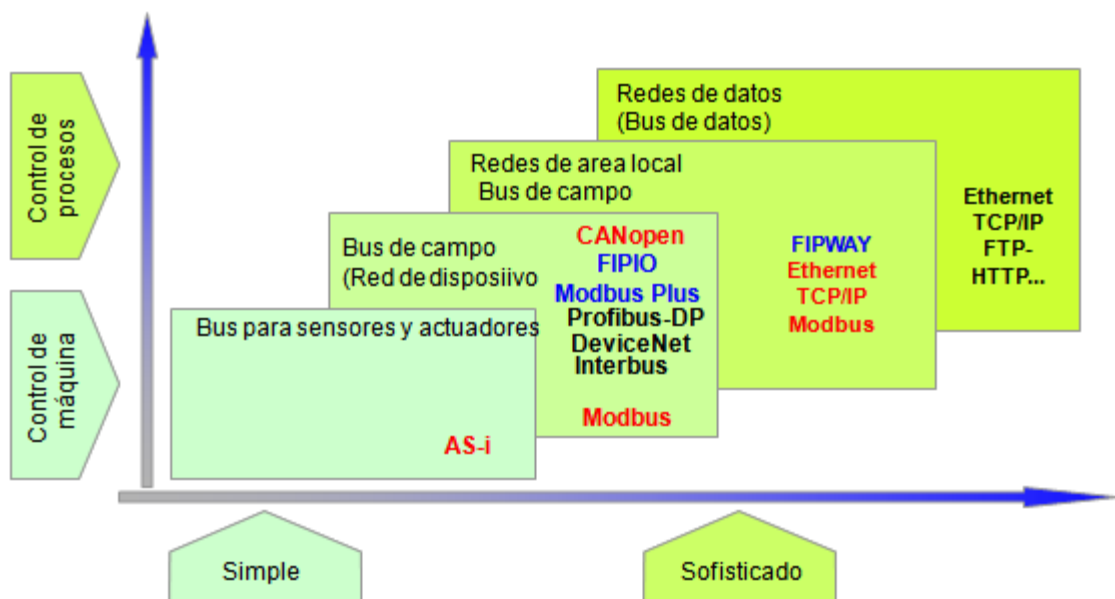 Control de
procesos
Control de
máquina
Redes de datos
(Bus de datos)
Ethernet
TCP/IP
FTP-
HTTP...
Redes de area local
Bus de campo
FIPWAY
Ethernet
TCP/IP
Modbus
Bus de campo
(Red de disposiivo
CANopen
FIPIO
Modbus Plus
Profibus-DP
DeviceNet
Interbus
Modbus
Bus para sensores y actuadores
AS-i
Simple
Sofisticado